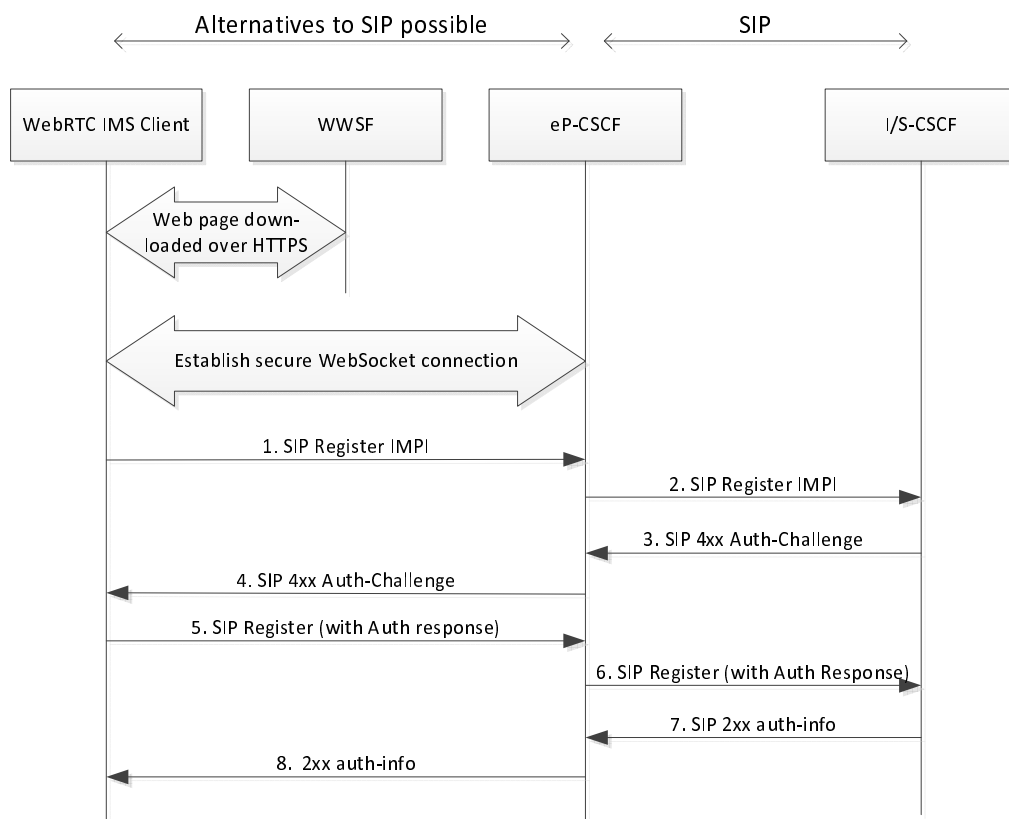 Alternatives to SIP possible
SIP
WebRTC IMS Client
WWSF
eP-CSCF
I/S-CSCF
Web page down-
loaded over HTTPS
Establish secure WebSocket connection
1. SIP Register IMPI
2. SIP Register IMPI
3. SIP 4xx Auth-Challenge
4. SIP 4xx Auth-Challenge
5. SIP Register (with Auth response)
6. SIP Register (with Auth Response)
7. SIP 2xx auth-info
8. 2xx auth-info